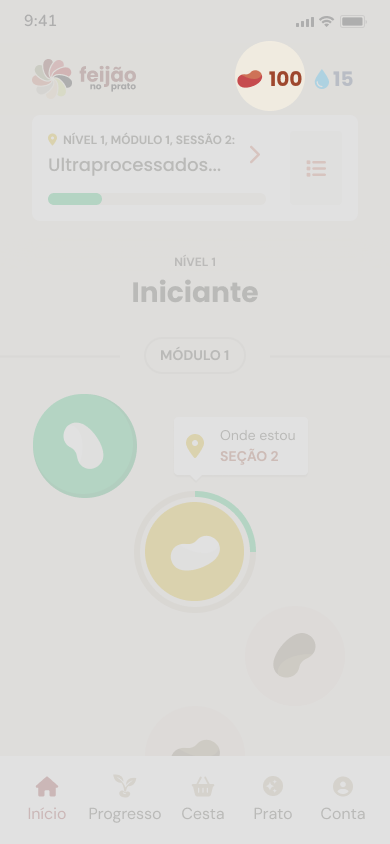 9:41
feijão
no prato
100
15
NÍVEL 1, MÓDULO 1, SESSÃO 2:
Ultraprocessados...
NÍVEL 1
Iniciante
MÓDULO 1
Onde estou
SEÇÃO 2
Início
Progresso
Cesta
Prato
Conta